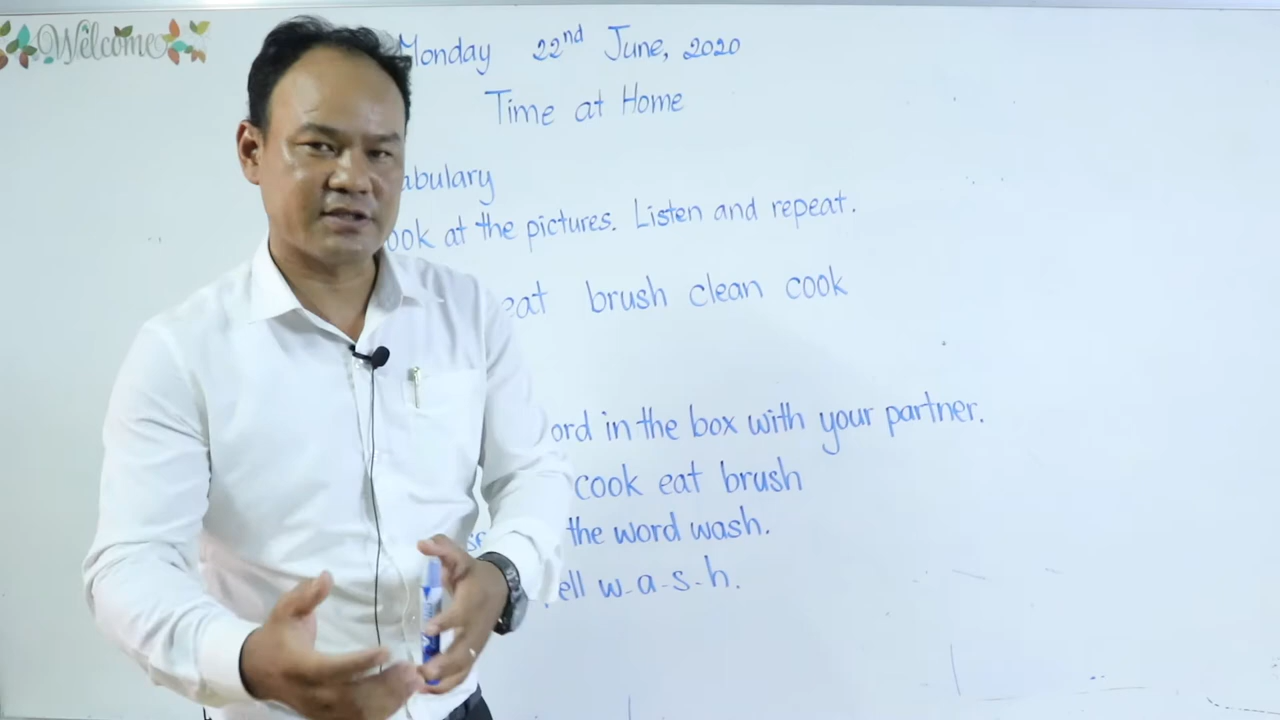 Welcome
Monday 22nd June, 2020
Time at Home
abulary
ook at the pictures. Listen and repeat.
eat brush clean cook
ord in the box with your partner.
cook eat brush
the word wash.
ell w-a-s-h.